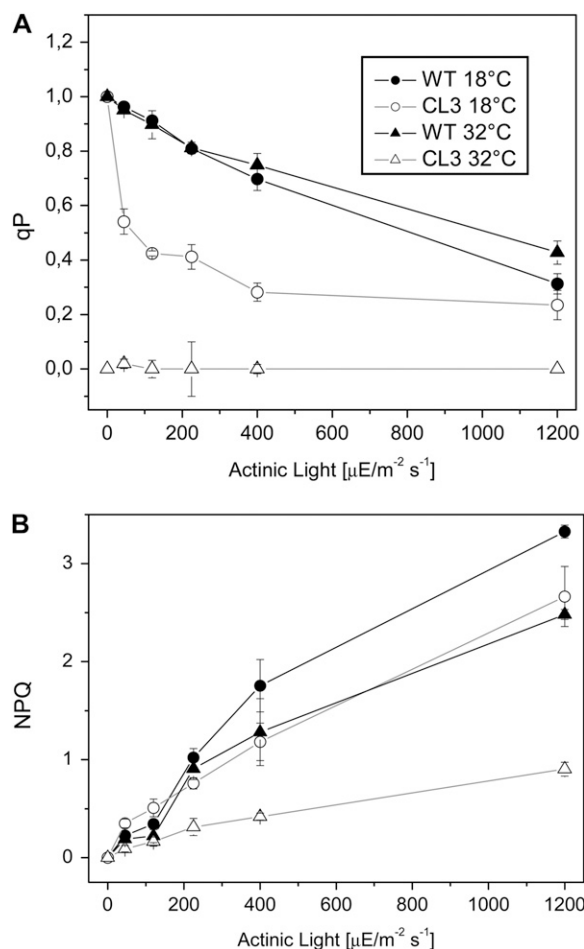 A
1,2
1,0
0,8
0,6
0,4
0,2
0,0
qP
WT 18°C
CL3 18°C
WT 32°C
CL3 32°C
0 200 400 600 800 1000 1200
Actinic Light [µE/m⁻² s⁻¹]
B
3
2
1
0
NPQ
0 200 400 600 800 1000 1200
Actinic Light [µE/m⁻² s⁻¹]